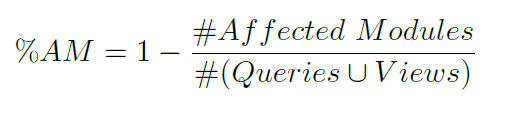 %AM = 1 − #Affected Modules / #(Queries ∪ Views)